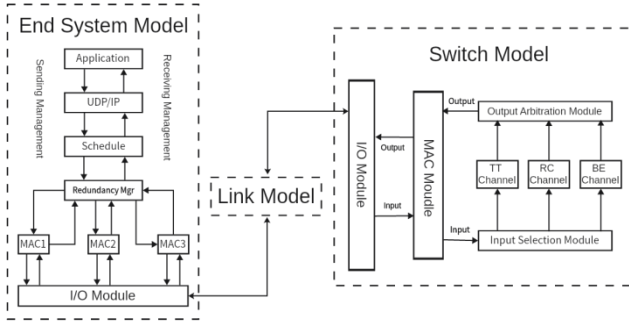 End System Model
Application
Sending Management
Receiving Management
UDP/IP
Schedule
Redundancy Mgr
MAC1
MAC2
MAC3
I/O Module
Link Model
Switch Model
I/O Module
Output
Input
MAC Moudle
Output
Input
Output Arbitration Module
TT
Channel
RC
Channel
BE
Channel
Input Selection Module